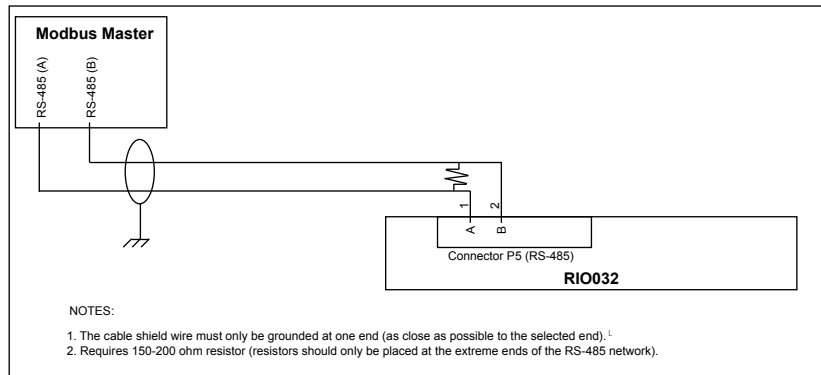 Modbus Master
RS-485 (A)
RS-485 (B)
1
2
A
B
Connector P5 (RS-485)
RIO032
NOTES:
1. The cable shield wire must only be grounded at one end (as close as possible to the selected end). L
2. Requires 150-200 ohm resistor (resistors should only be placed at the extreme ends of the RS-485 network).